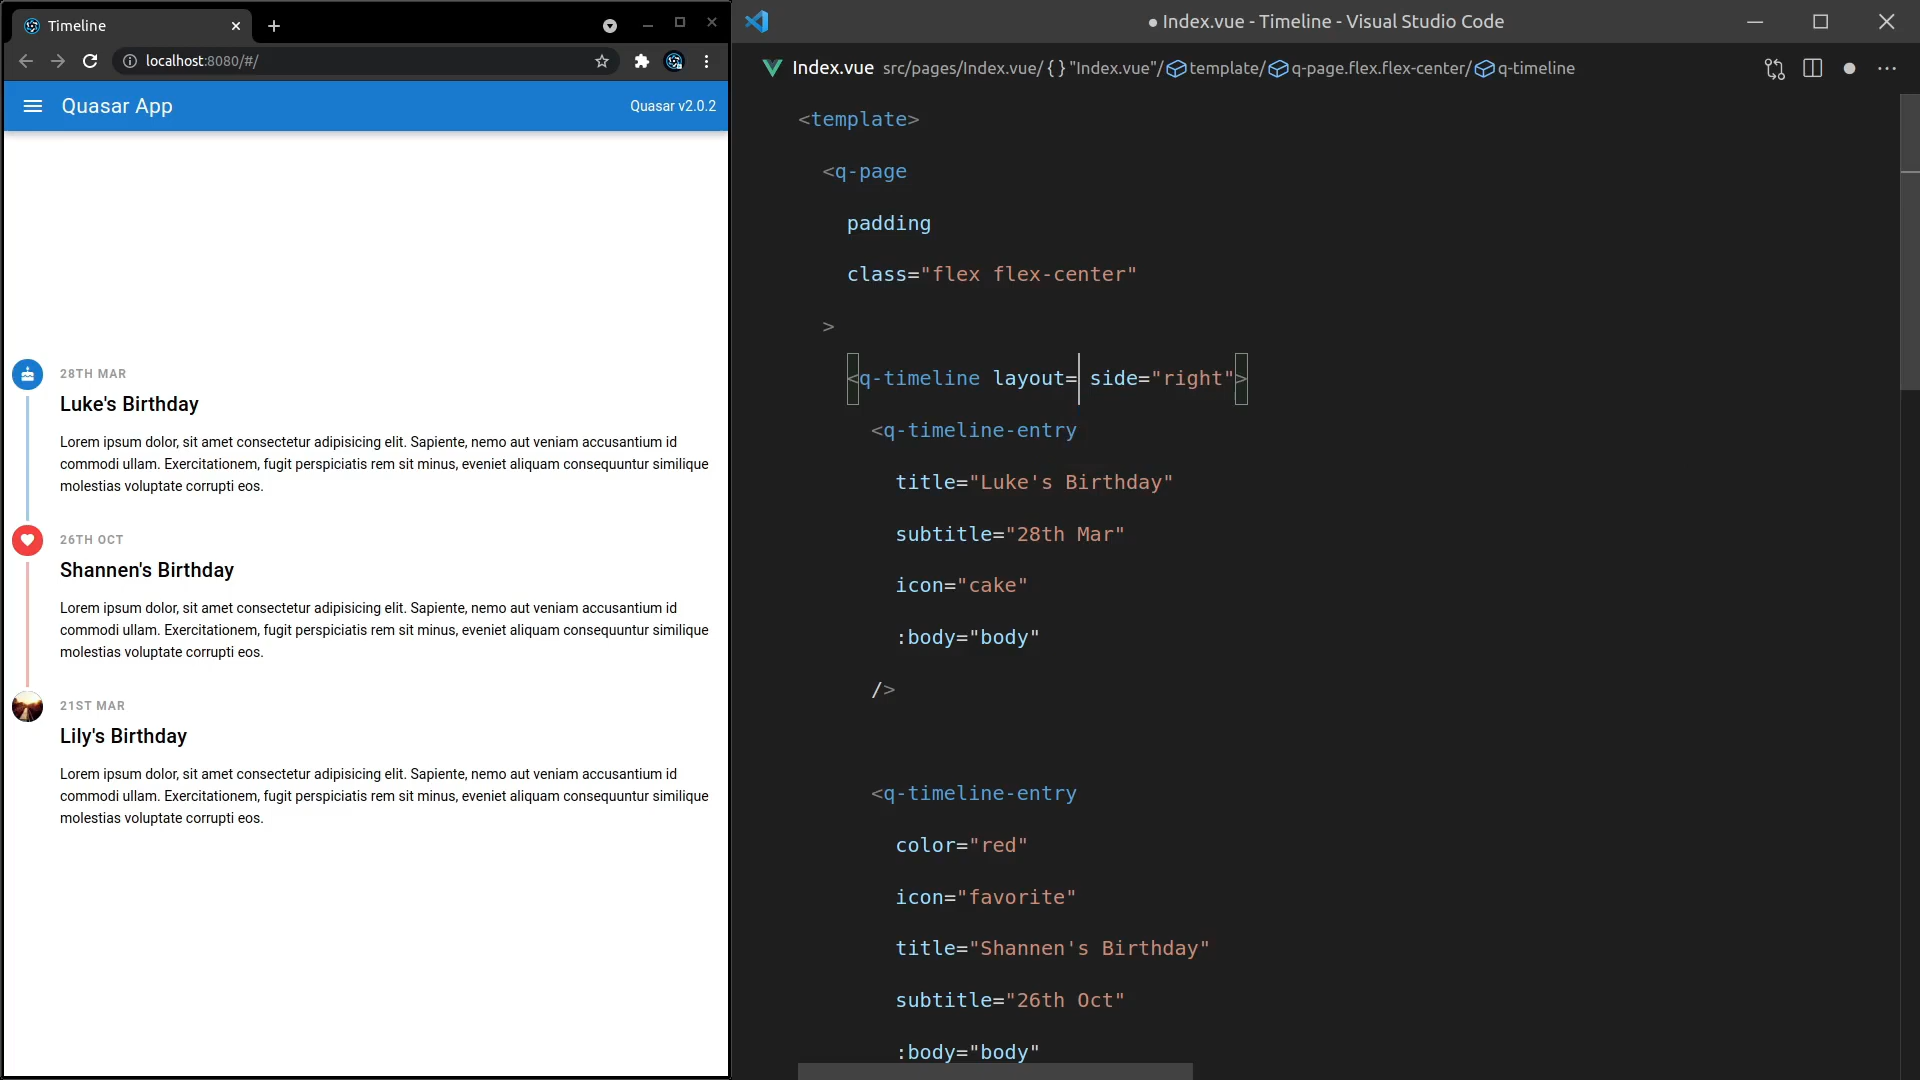 Timeline
localhost:8080/#/
Quasar App
Quasar v2.0.2
28TH MAR
Luke's Birthday
Lorem ipsum dolor, sit amet consectetur adipisicing elit. Sapiente, nemo aut veniam accusantium id
commodi ullam. Exercitationem, fugit perspiciatis rem sit minus, eveniet aliquam consequuntur similique
molestias voluptate corrupti eos.
26TH OCT
Shannen's Birthday
Lorem ipsum dolor, sit amet consectetur adipisicing elit. Sapiente, nemo aut veniam accusantium id
commodi ullam. Exercitationem, fugit perspiciatis rem sit minus, eveniet aliquam consequuntur similique
molestias voluptate corrupti eos.
21ST MAR
Lily's Birthday
Lorem ipsum dolor, sit amet consectetur adipisicing elit. Sapiente, nemo aut veniam accusantium id
commodi ullam. Exercitationem, fugit perspiciatis rem sit minus, eveniet aliquam consequuntur similique
molestias voluptate corrupti eos.
● Index.vue - Timeline - Visual Studio Code
Index.vue src/pages/Index.vue/{ } "Index.vue"/template/q-page.flex.flex-center/q-timeline
<template>
<q-page
padding
class="flex flex-center"
>
<q-timeline layout= side="right">
<q-timeline-entry
title="Luke's Birthday"
subtitle="28th Mar"
icon="cake"
:body="body"
/>
<q-timeline-entry
color="red"
icon="favorite"
title="Shannen's Birthday"
subtitle="26th Oct"
:body="body"